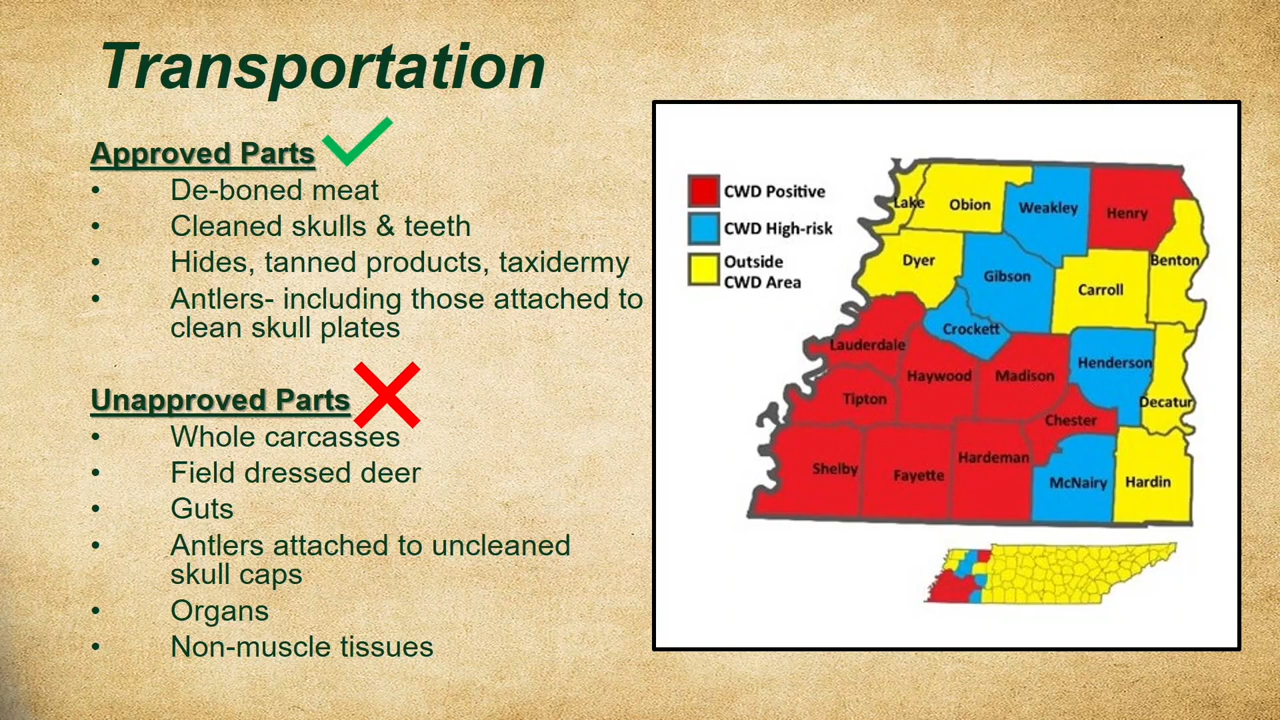 Transportation
Approved Parts
• De-boned meat
• Cleaned skulls & teeth
• Hides, tanned products, taxidermy
• Antlers- including those attached to
clean skull plates
Unapproved Parts
• Whole carcasses
• Field dressed deer
• Guts
• Antlers attached to uncleaned
skull caps
• Organs
• Non-muscle tissues
CWD Positive
CWD High-risk
Outside
CWD Area
Lake
Obion
Weakley
Henry
Dyer
Gibson
Carroll
Benton
Crockett
Lauderdale
Haywood
Madison
Henderson
Decatur
Tipton
Chester
Shelby
Fayette
Hardeman
McNairy
Hardin